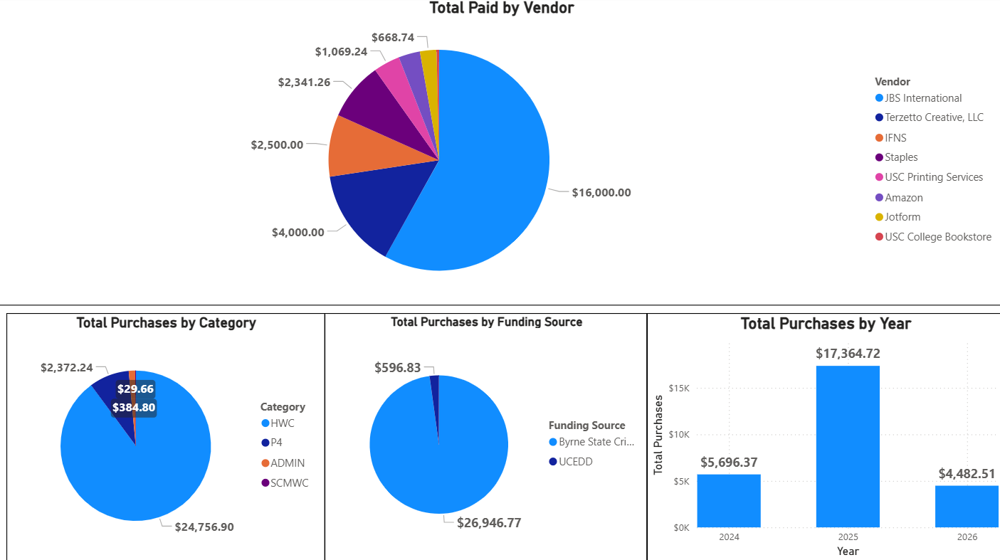 Total Paid by Vendor
$668.74
$1,069.24
$2,341.26
$2,500.00
$4,000.00
$16,000.00
Vendor
JBS International
Terzetto Creative, LLC
IFNS
Staples
USC Printing Services
Amazon
Jotform
USC College Bookstore
Total Purchases by Category
$2,372.24
$29.66
$384.80
$24,756.90
Category
HWC
P4
ADMIN
SCMWC
Total Purchases by Funding Source
$596.83
$26,946.77
Funding Source
Byrne State Cri...
UCEDD
Total Purchases by Year
Total Purchases
$15K
$10K
$5K
$0K
$5,696.37
$17,364.72
$4,482.51
2024
2025
2026
Year